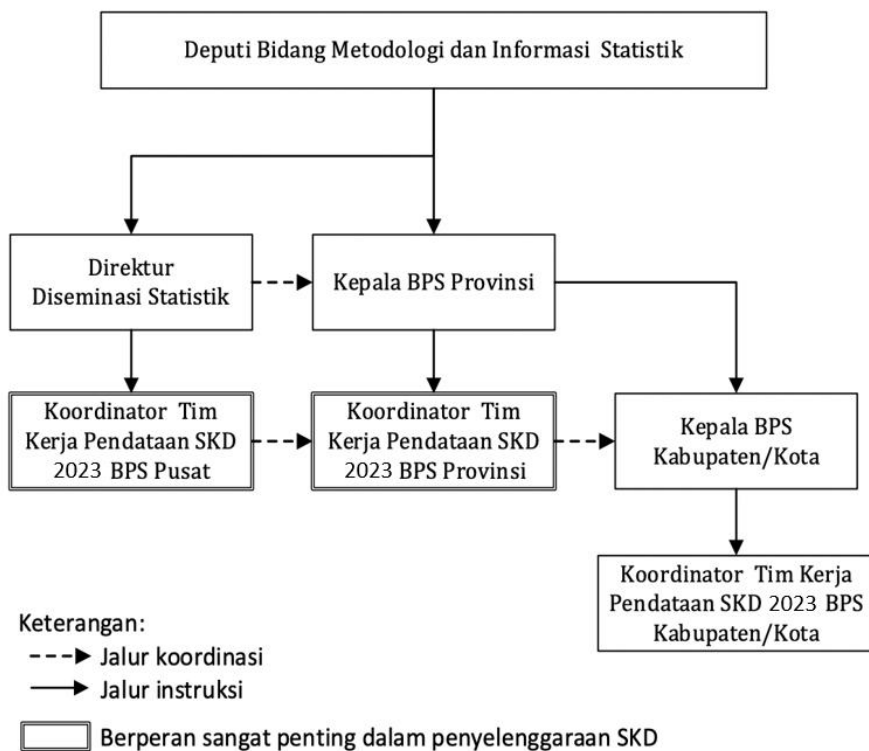 Deputi Bidang Metodologi dan Informasi Statistik
Direktur
Diseminasi Statistik
Kepala BPS Provinsi
Koordinator Tim
Kerja Pendataan SKD
2023 BPS Pusat
Koordinator Tim
Kerja Pendataan SKD
2023 BPS Provinsi
Kepala BPS
Kabupaten/Kota
Koordinator Tim Kerja
Pendataan SKD 2023 BPS
Kabupaten/Kota
Keterangan:
Jalur koordinasi
Jalur instruksi
Berperan sangat penting dalam penyelenggaraan SKD